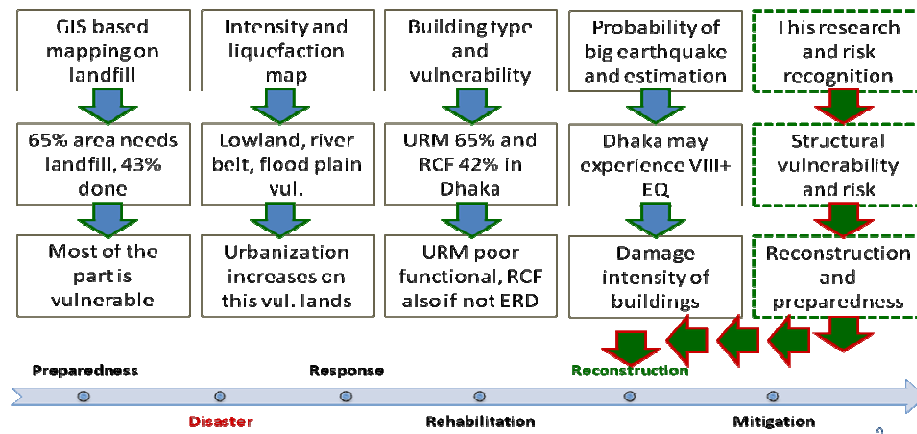 GIS based
mapping on
landfill
Intensity and
liquefaction
map
Building type
and
vulnerability
Probability of
big earthquake
and estimation
This research
and risk
recognition
65% area needs
landfill, 43%
done
Lowland, river
belt, flood plain
vul.
URM 65% and
RCF 42% in
Dhaka
Dhaka may
experience VIII+
EQ
Structural
vulnerability
and risk
Most of the
part is
vulnerable
Urbanization
increases on
this vul. lands
URM poor
functional, RCF
also if not ERD
Damage
intensity of
buildings
Reconstruction
and
preparedness
Preparedness
Response
Reconstruction
Disaster
Rehabilitation
Mitigation